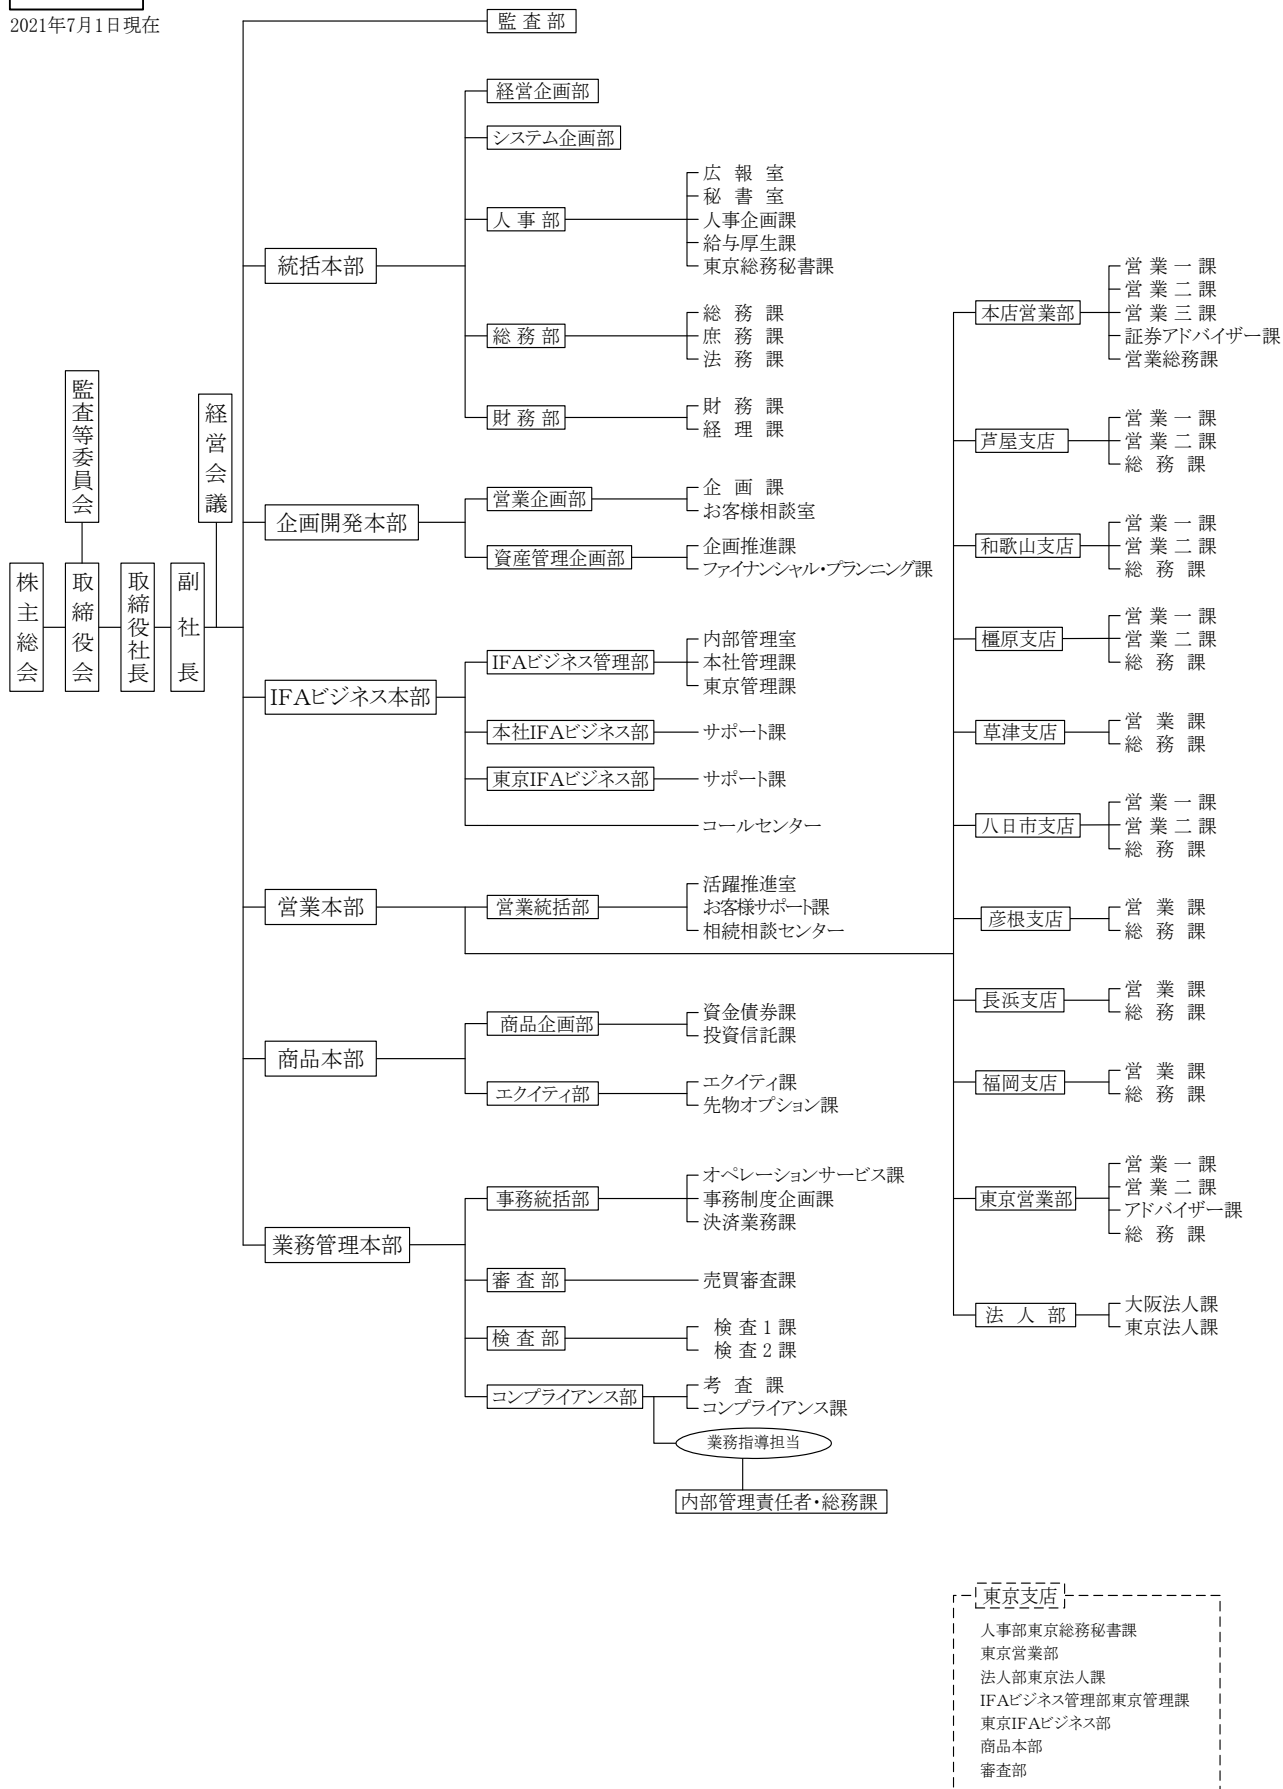 2021年7月1日現在
株主総会
監査等委員会
取締役会
取締役社長
副社長
経営会議
監査部
統括本部
経営企画部
システム企画部
人事部
広報室
秘書室
人事企画課
給与厚生課
東京総務秘書課
総務部
総務課
庶務課
法務課
財務部
財務課
経理課
企画開発本部
営業企画部
企画課
お客様相談室
資産管理企画部
企画推進課
ファイナンシャル・プランニング課
IFAビジネス本部
IFAビジネス管理部
内部管理室
本社管理課
東京管理課
本社IFAビジネス部
サポート課
東京IFAビジネス部
サポート課
コールセンター
営業本部
営業統括部
活躍推進室
お客様サポート課
相続相談センター
本店営業部
営業一課
営業二課
営業三課
証券アドバイザー課
営業総務課
芦屋支店
営業一課
営業二課
総務課
和歌山支店
営業一課
営業二課
総務課
橿原支店
営業一課
営業二課
総務課
草津支店
営業課
総務課
八日市支店
営業一課
営業二課
総務課
彦根支店
営業課
総務課
長浜支店
営業課
総務課
福岡支店
営業課
総務課
東京営業部
営業一課
営業二課
アドバイザー課
総務課
法人部
大阪法人課
東京法人課
商品本部
商品企画部
資金債券課
投資信託課
エクイティ部
エクイティ課
先物オプション課
業務管理本部
事務統括部
オペレーションサービス課
事務制度企画課
決済業務課
審査部
売買審査課
検査部
検査1課
検査2課
コンプライアンス部
考査課
コンプライアンス課
業務指導担当
内部管理責任者・総務課
東京支店
人事部東京総務秘書課
東京営業部
法人部東京法人課
IFAビジネス管理部東京管理課
東京IFAビジネス部
商品本部
審査部